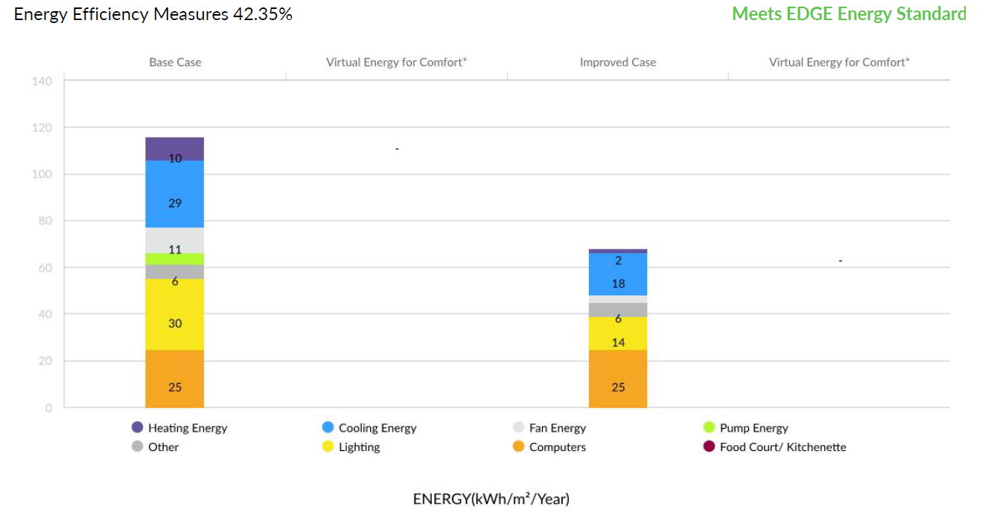 Energy Efficiency Measures 42.35%
Meets EDGE Energy Standard
Base Case
Virtual Energy for Comfort*
Improved Case
Virtual Energy for Comfort*
140
120
100
80
60
40
20
0
10
29
11
6
30
25
-
2
18
6
14
25
-
Heating Energy
Cooling Energy
Fan Energy
Pump Energy
Other
Lighting
Computers
Food Court/ Kitchenette
ENERGY(kWh/m²/Year)